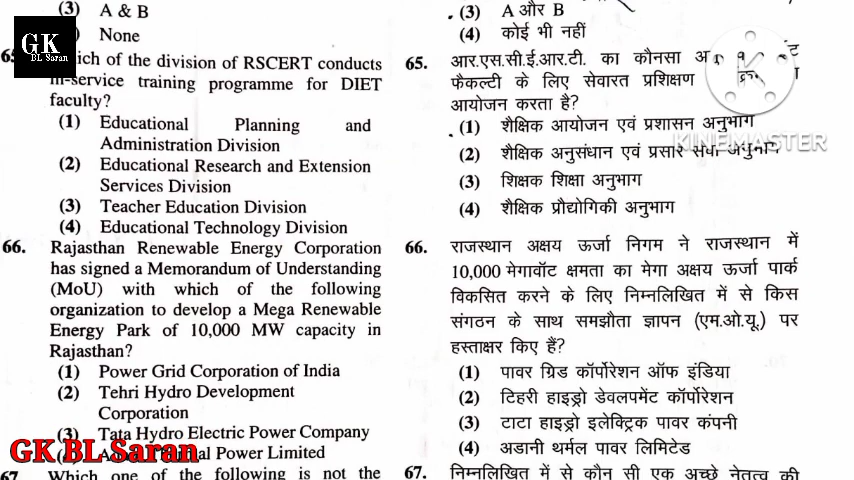 (3) A & B
None
GK
BL Saran
65. which of the division of RSCERT conducts
in-service training programme for DIET
faculty?
(1) Educational Planning and
Administration Division
(2) Educational Research and Extension
Services Division
(3) Teacher Education Division
(4) Educational Technology Division
66. Rajasthan Renewable Energy Corporation
has signed a Memorandum of Understanding
(MoU) with which of the following
organization to develop a Mega Renewable
Energy Park of 10,000 MW capacity in
Rajasthan?
(1) Power Grid Corporation of India
(2) Tehri Hydro Development
Corporation
(3) Tata Hydro Electric Power Company
Power Limited
GK BL Saran
67. Which one of the following is not the
(3) A और B
(4) कोई भी नहीं
65. आर.एस.सी.ई.आर.टी. का कौनसा
फैकल्टी के लिए सेवारत प्रशिक्षण
आयोजन करता है?
(1) शैक्षिक आयोजन एवं प्रशासन अनुभाग
(2) शैक्षिक अनुसंधान एवं प्रसार सेवा अनुभाग
(3) शिक्षक शिक्षा अनुभाग
(4) शैक्षिक प्रौद्योगिकी अनुभाग
KINEMASTER
66. राजस्थान अक्षय ऊर्जा निगम ने राजस्थान में
10,000 मेगावॉट क्षमता का मेगा अक्षय ऊर्जा पार्क
विकसित करने के लिए निम्नलिखित में से किस
संगठन के साथ समझौता ज्ञापन (एम.ओ.यू.) पर
हस्ताक्षर किए हैं?
(1) पावर ग्रिड कॉर्पोरेशन ऑफ इंडिया
(2) टिहरी हाइड्रो डेवलपमेंट कॉर्पोरेशन
(3) टाटा हाइड्रो इलेक्ट्रिक पावर कंपनी
(4) अडानी थर्मल पावर लिमिटेड
67. निम्नलिखित में से कौन सी एक अच्छे नेतृत्व की